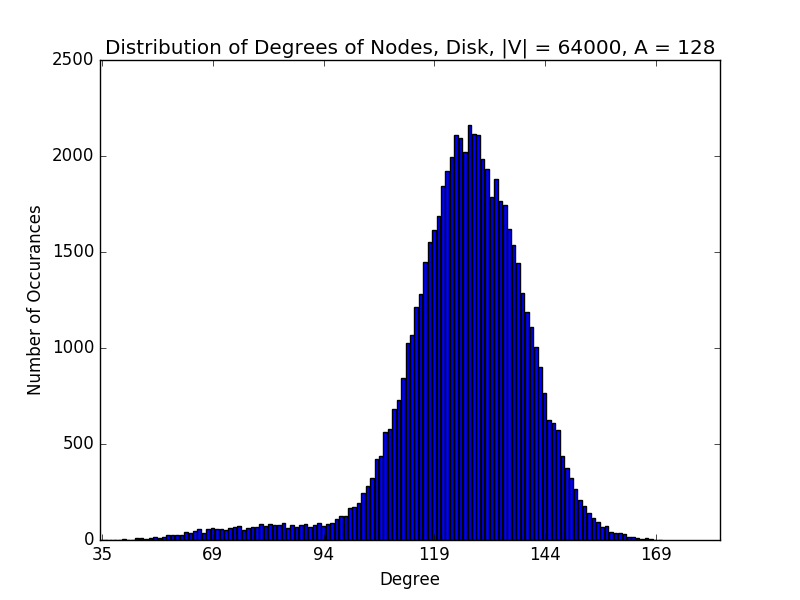 Distribution of Degrees of Nodes, Disk, |V| = 64000, A = 128
2500
2000
1500
1000
500
0
Number of Occurances
35 69 94 119 144 169
Degree